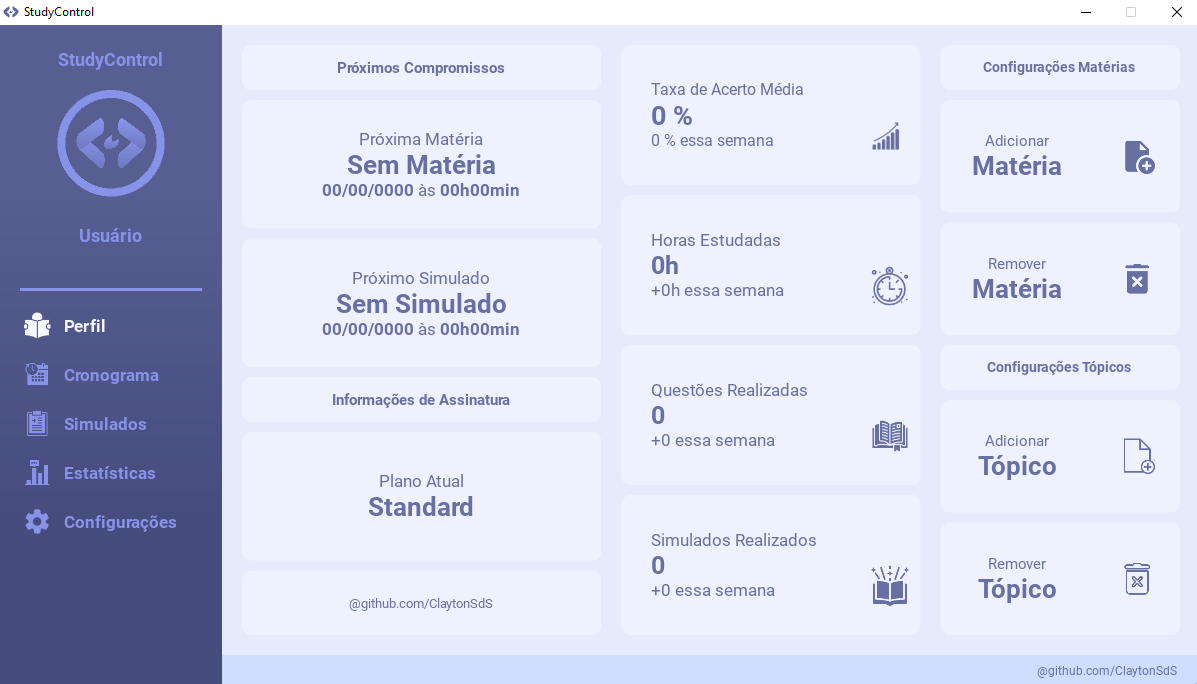 StudyControl
StudyControl
Usuário
Perfil
Cronograma
Simulados
Estatísticas
Configurações
Próximos Compromissos
Próxima Matéria
Sem Matéria
00/00/0000 às 00h00min
Próximo Simulado
Sem Simulado
00/00/0000 às 00h00min
Informações de Assinatura
Plano Atual
Standard
@github.com/ClaytonSdS
Taxa de Acerto Média
0 %
0 % essa semana
Horas Estudadas
0h
+0h essa semana
Questões Realizadas
0
+0 essa semana
Simulados Realizados
0
+0 essa semana
Configurações Matérias
Adicionar
Matéria
Remover
Matéria
Configurações Tópicos
Adicionar
Tópico
Remover
Tópico
@github.com/ClaytonSdS